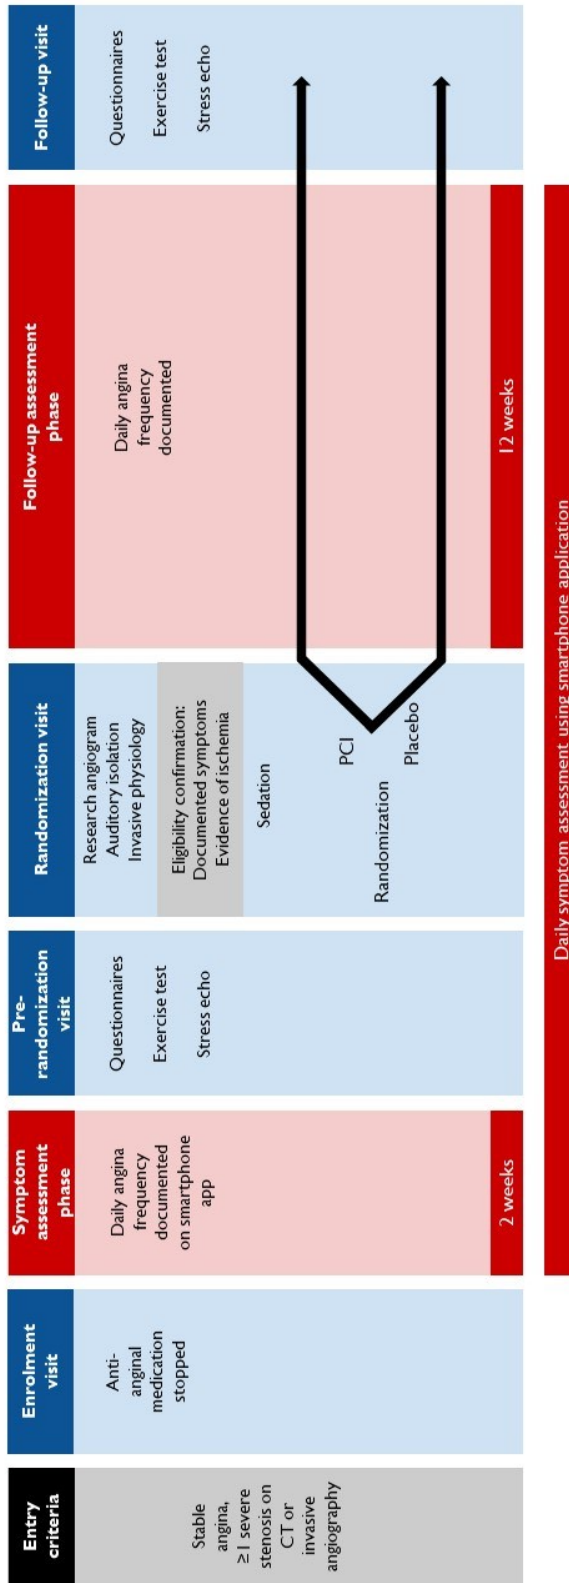 Entry
criteria
Stable
angina,
≥1 severe
stenosis on
CT or
invasive
angiography
Enrolment
visit
Anti-
anginal
medication
stopped
Symptom
assessment
phase
Daily angina
frequency
documented
on smartphone
app
2 weeks
Pre-
randomization
visit
Questionnaires
Exercise test
Stress echo
Randomization visit
Research angiogram
Auditory isolation
Invasive physiology
Eligibility confirmation:
Documented symptoms
Evidence of ischemia
Sedation
PCI
Randomization
Placebo
Follow-up assessment
phase
Daily angina
frequency
documented
12 weeks
Follow-up visit
Questionnaires
Exercise test
Stress echo
Daily symptom assessment using smartphone application